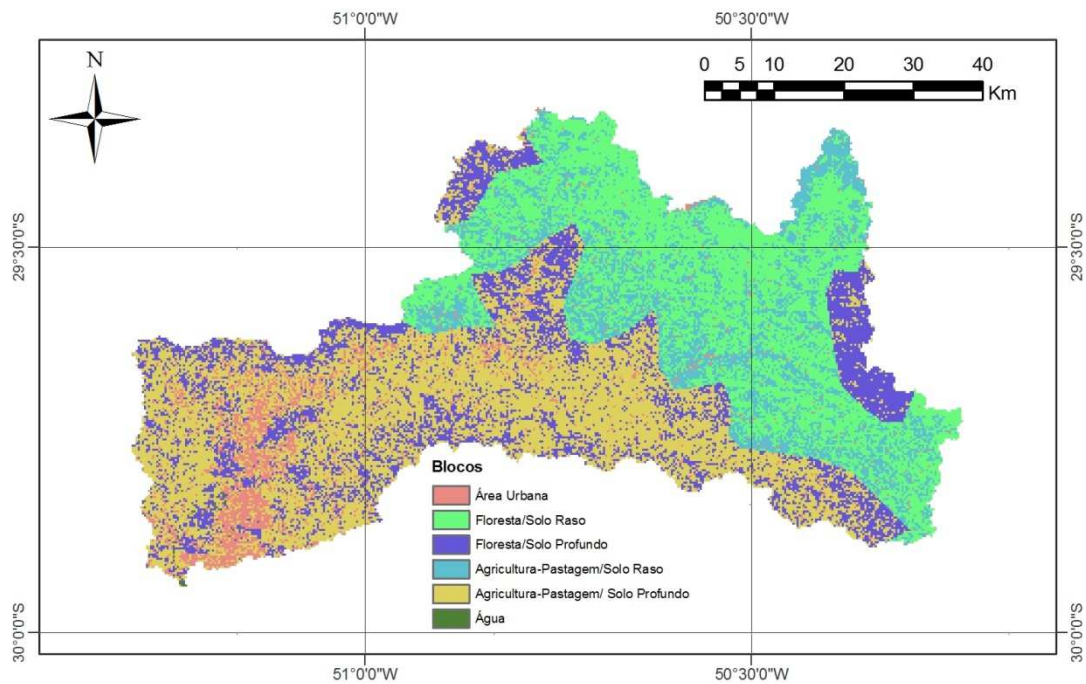 51°0'0"W
50°30'0"W
N
0 5 10 20 30 40
Km
29°30'0"S
29°30'0"S
Blocos
Área Urbana
Floresta/Solo Raso
Floresta/Solo Profundo
Agricultura-Pastagem/Solo Raso
Agricultura-Pastagem/ Solo Profundo
Água
30°0'0"S
30°0'0"S
51°0'0"W
50°30'0"W